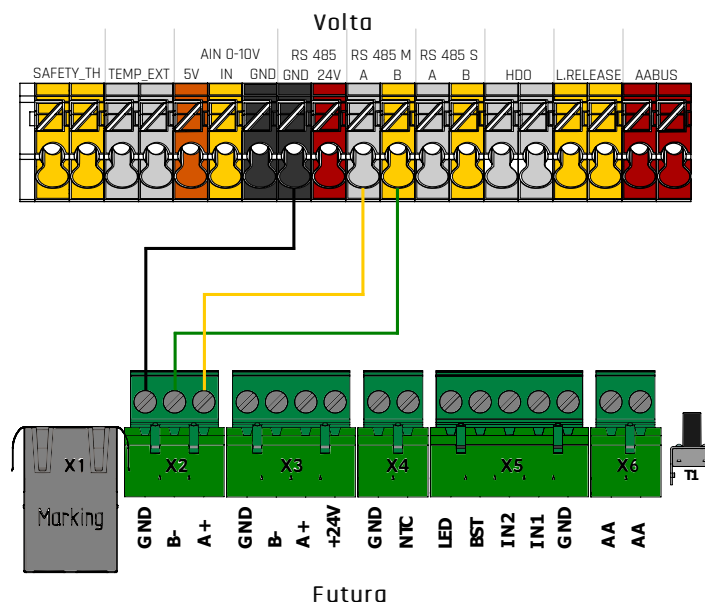 Volta
AIN 0-10V RS 485 RS 485 M RS 485 S
SAFETY_TH TEMP_EXT 5V IN GND GND 24V A B A B HDO L.RELEASE AABUS
X1 X2 X3 X4 X5 X6 T1
Marking
GND B- A+ GND B- A+ +24V GND NTC LED BST IN2 IN1 GND AA AA
Futura